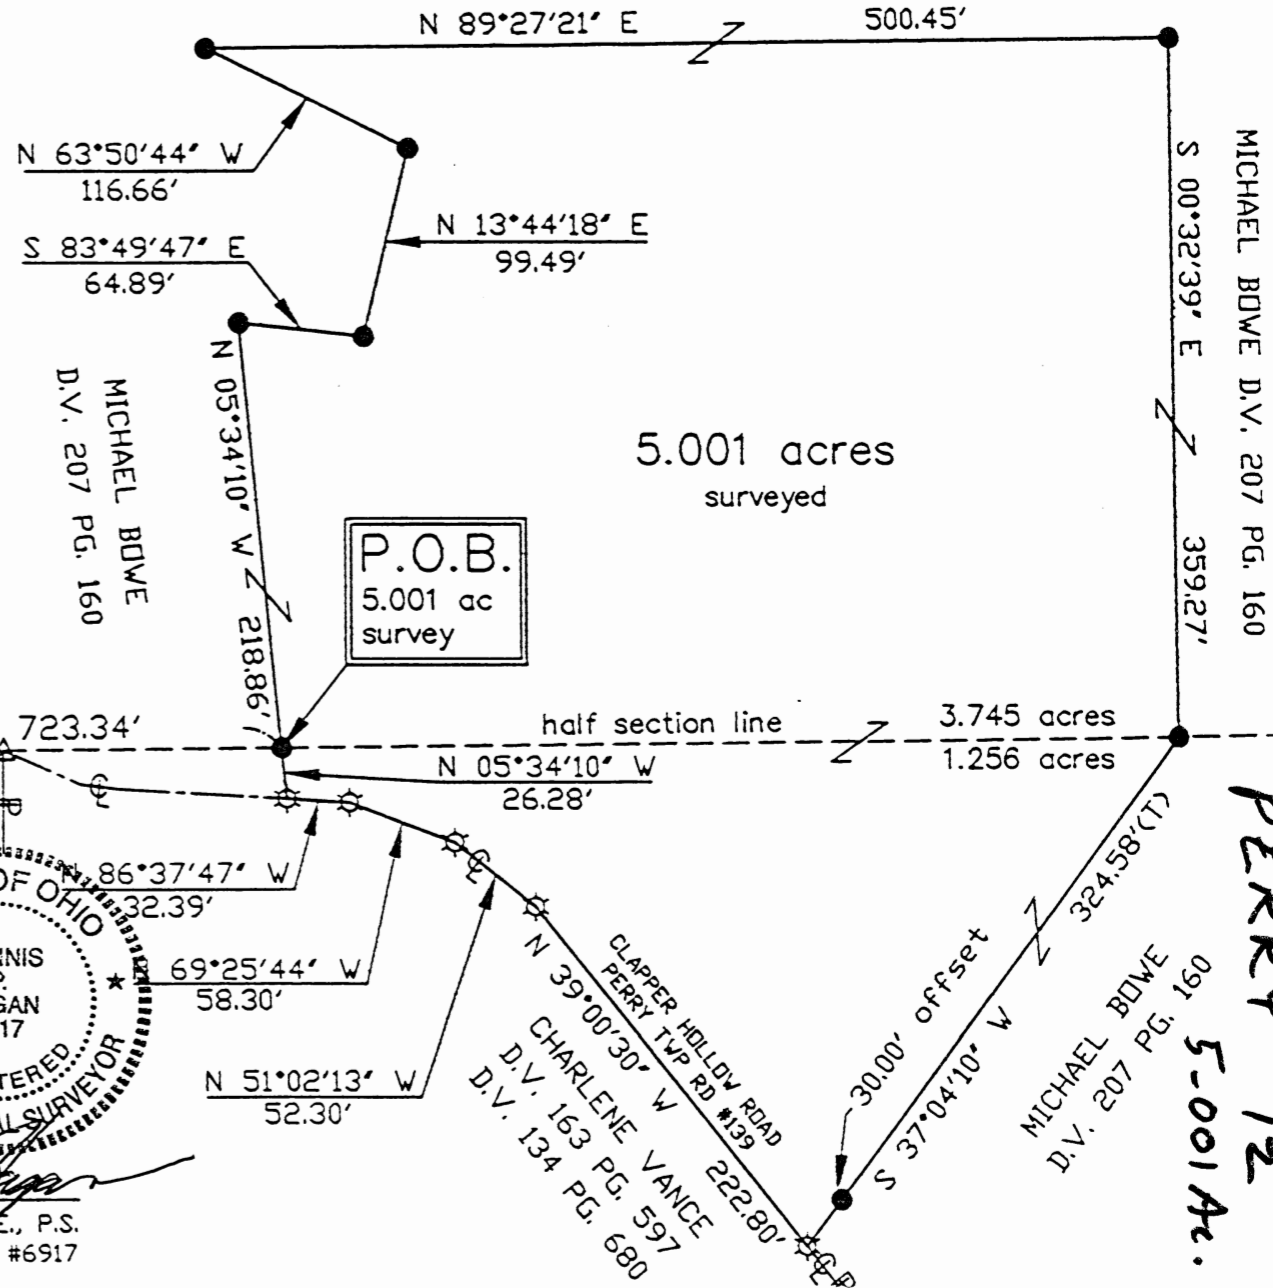 N 89°27'21" E
500.45'
N 63°50'44" W
116.66'
N 13°44'18" E
99.49'
S 83°49'47" E
64.89'
S 00°32'39" E
359.27'
MICHAEL BOWE D.V. 207 PG. 160
N 05°34'10" W
218.86'
MICHAEL BOWE
D.V. 207 PG. 160
5.001 acres
surveyed
P.O.B.
5.001 ac
survey
723.34'
half section line
3.745 acres
1.256 acres
N 05°34'10" W
26.28'
N 86°37'47" W
32.39'
69°25'44" W
58.30'
N 51°02'13" W
52.30'
N 39°00'30" W
222.80'
CLAPPER HOLLOW ROAD
PERRY TWP RD #139
CHARLENE VANCE
D.V. 163 PG. 597
D.V. 134 PG. 680
30.00' offset
S 37°04'10" W
324.58'(T)
MICHAEL BOWE
D.V. 207 PG. 160
PERRY 12
5-001 Ac.
OF OHIO
NNIS
GAN
17
TERED
L SURVEYOR
E., P.S.
#6917